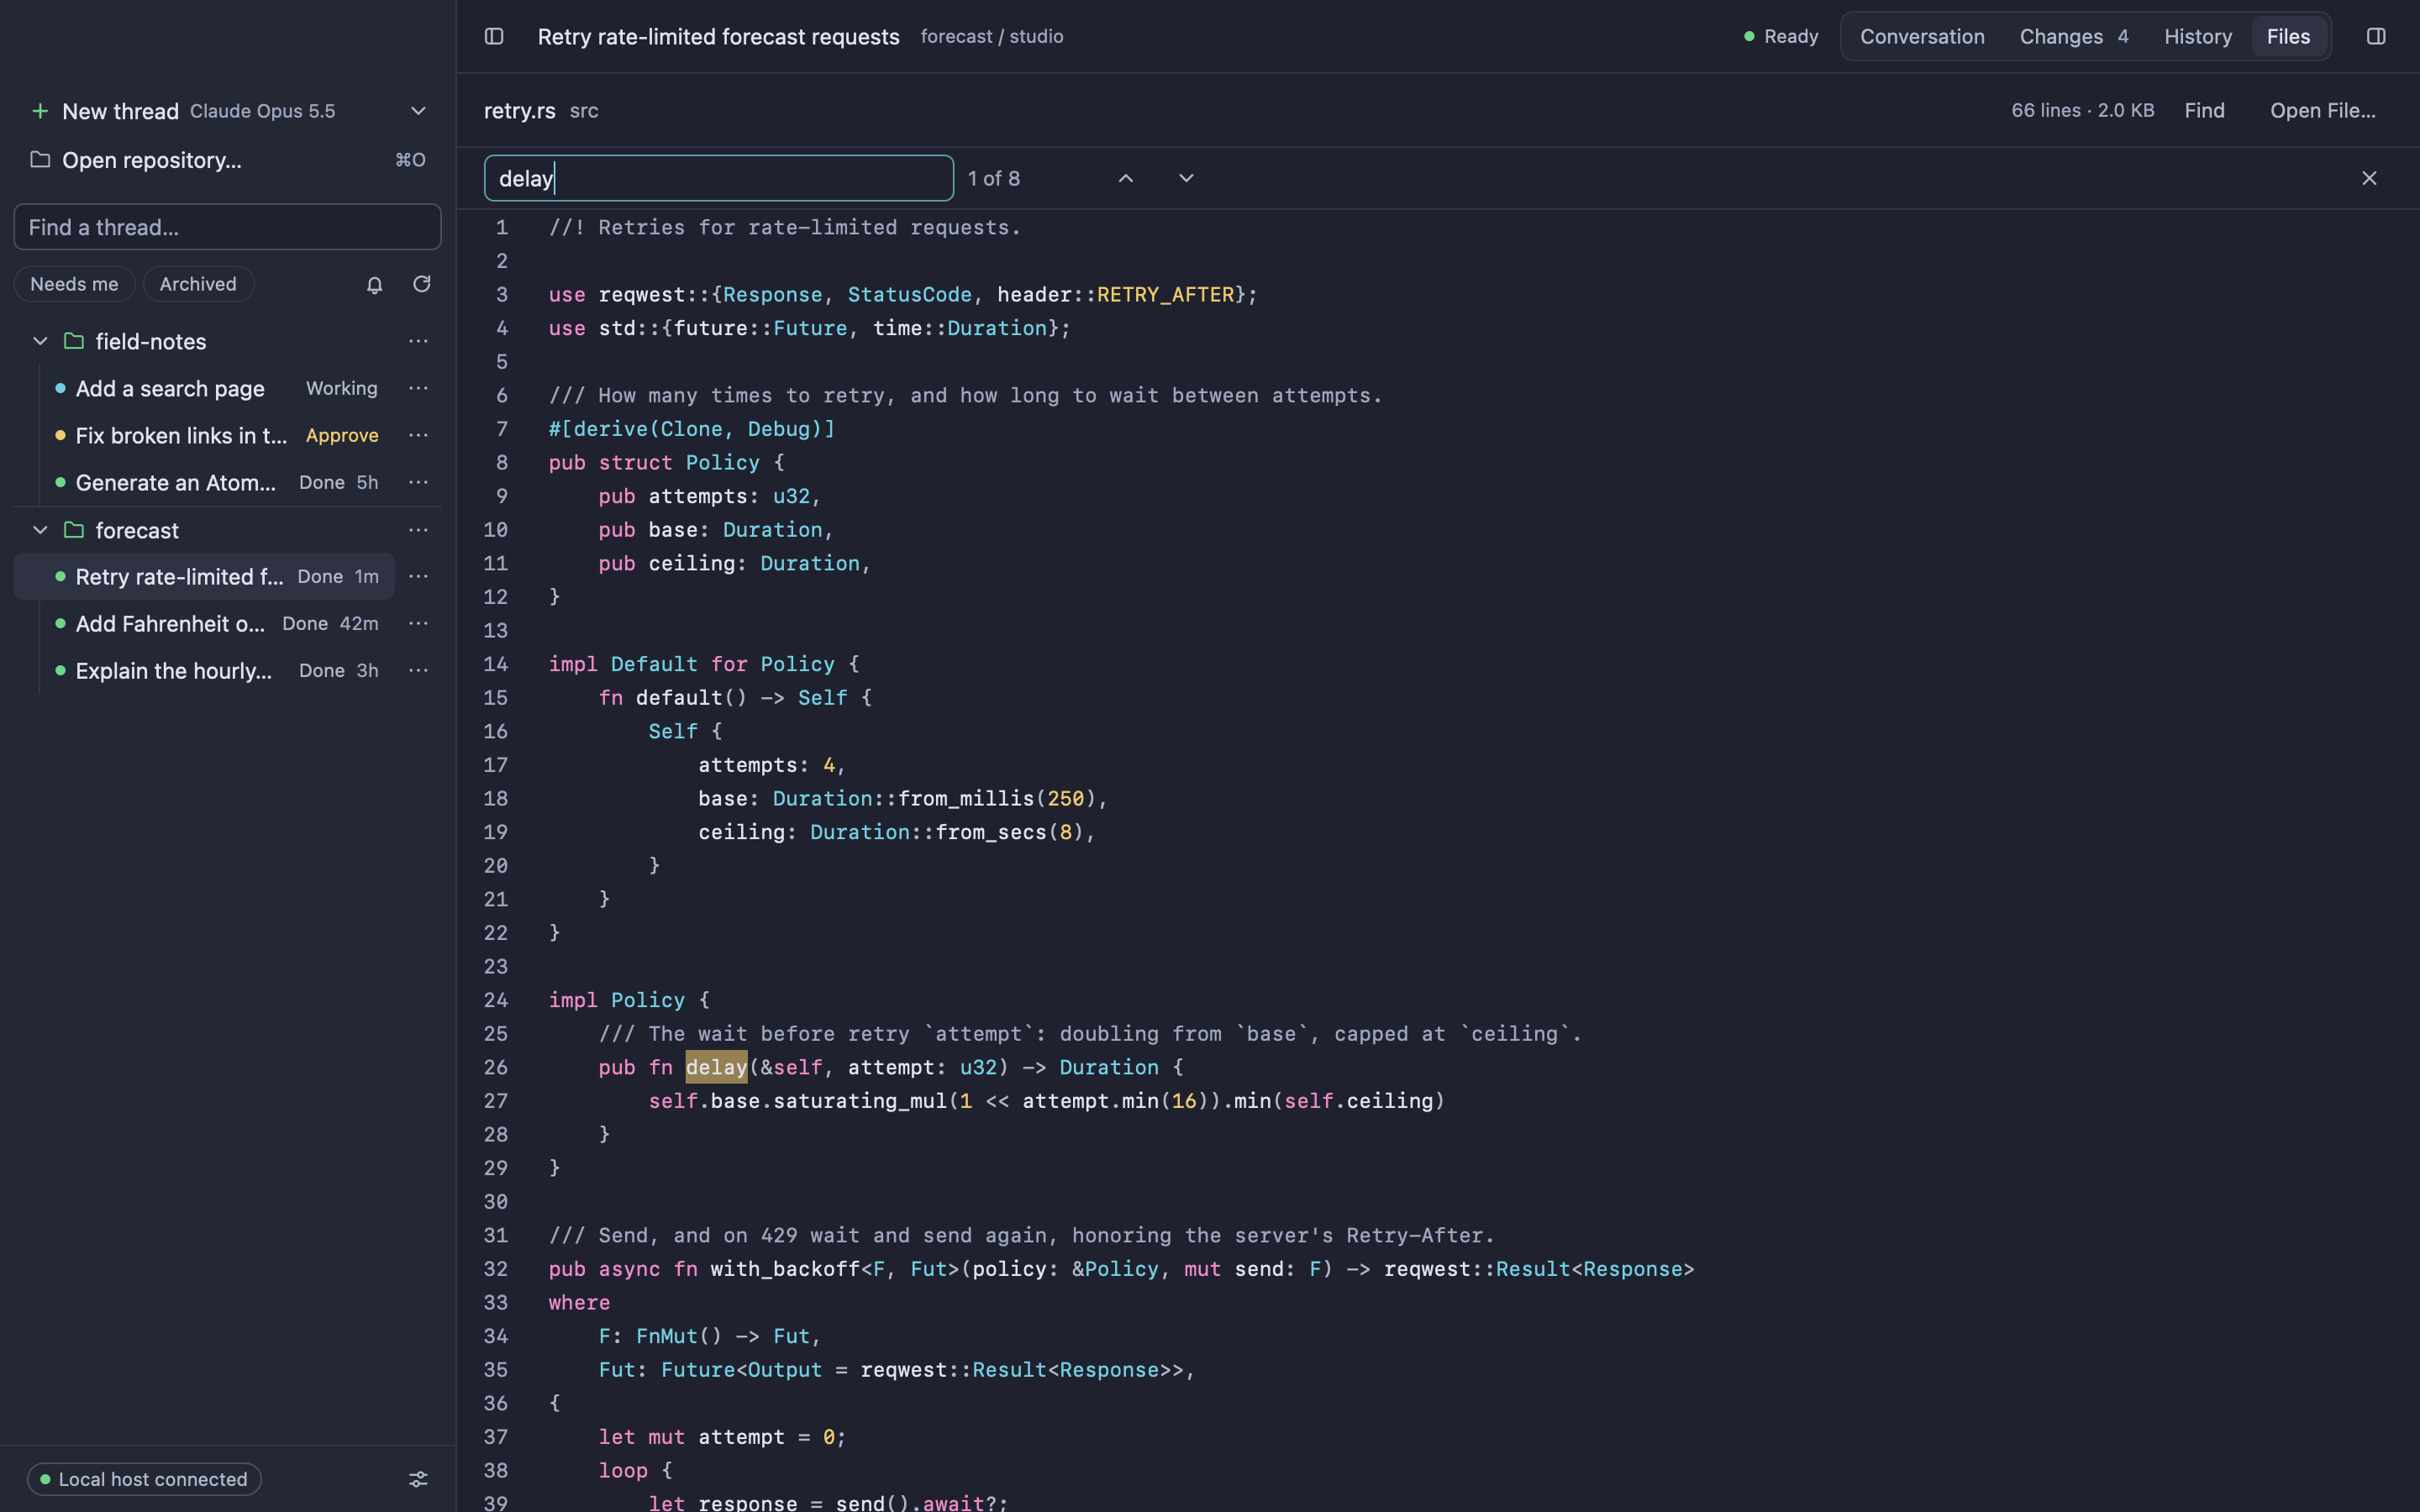 Retry rate-limited forecast requests forecast / studio
Ready
Conversation Changes 4 History Files
New thread Claude Opus 5.5
Open repository... ⌘O
Find a thread...
Needs me Archived
field-notes
Add a search page Working
Fix broken links in t... Approve
Generate an Atom... Done 5h
forecast
Retry rate-limited f... Done 1m
Add Fahrenheit o... Done 42m
Explain the hourly... Done 3h
Local host connected
retry.rs src
66 lines · 2.0 KB Find Open File...
delay 1 of 8
1 //! Retries for rate-limited requests.
2
3 use reqwest::{Response, StatusCode, header::RETRY_AFTER};
4 use std::{future::Future, time::Duration};
5
6 /// How many times to retry, and how long to wait between attempts.
7 #[derive(Clone, Debug)]
8 pub struct Policy {
9     pub attempts: u32,
10     pub base: Duration,
11     pub ceiling: Duration,
12 }
13
14 impl Default for Policy {
15     fn default() -> Self {
16         Self {
17             attempts: 4,
18             base: Duration::from_millis(250),
19             ceiling: Duration::from_secs(8),
20         }
21     }
22 }
23
24 impl Policy {
25     /// The wait before retry `attempt`: doubling from `base`, capped at `ceiling`.
26     pub fn delay(&self, attempt: u32) -> Duration {
27         self.base.saturating_mul(1 << attempt.min(16)).min(self.ceiling)
28     }
29 }
30
31 /// Send, and on 429 wait and send again, honoring the server's Retry-After.
32 pub async fn with_backoff<F, Fut>(policy: &Policy, mut send: F) -> reqwest::Result<Response>
33 where
34     F: FnMut() -> Fut,
35     Fut: Future<Output = reqwest::Result<Response>>,
36 {
37     let mut attempt = 0;
38     loop {
39         let response = send().await?;